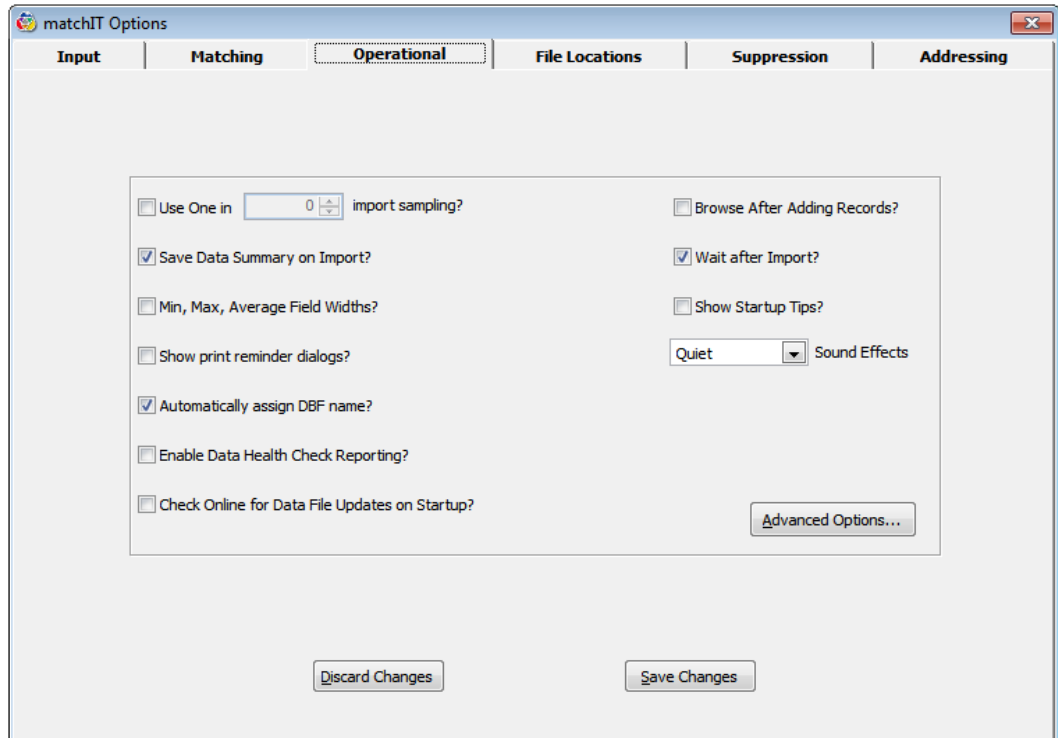 matchIT Options
Input Matching Operational File Locations Suppression Addressing
Use One in 0 import sampling? Browse After Adding Records?
Save Data Summary on Import? Wait after Import?
Min, Max, Average Field Widths? Show Startup Tips?
Show print reminder dialogs? Quiet Sound Effects
Automatically assign DBF name?
Enable Data Health Check Reporting?
Check Online for Data File Updates on Startup?
Advanced Options...
Discard Changes Save Changes